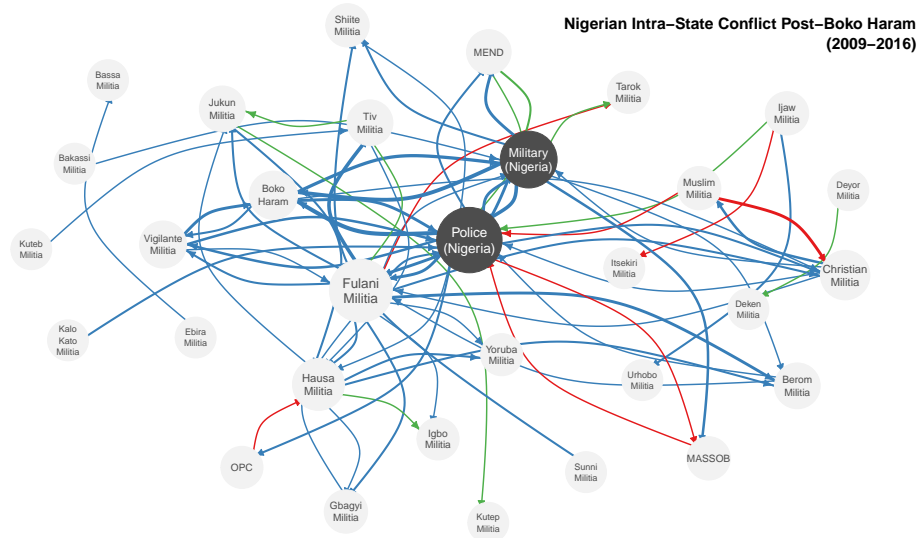 Nigerian Intra−State Conflict Post−Boko Haram
(2009−2016)
Shiite
Militia
MEND
Bassa
Militia
Jukun
Militia
Tiv
Militia
Tarok
Militia
Ijaw
Militia
Bakassi
Militia
Military
(Nigeria)
Boko
Haram
Muslim
Militia
Deyor
Militia
Kuteb
Militia
Vigilante
Militia
Police
(Nigeria)
Itsekiri
Militia
Christian
Militia
Fulani
Militia
Deken
Militia
Kalo
Kato
Militia
Ebira
Militia
Yoruba
Militia
Urhobo
Militia
Berom
Militia
Hausa
Militia
Igbo
Militia
OPC
Sunni
Militia
MASSOB
Gbagyi
Militia
Kutep
Militia